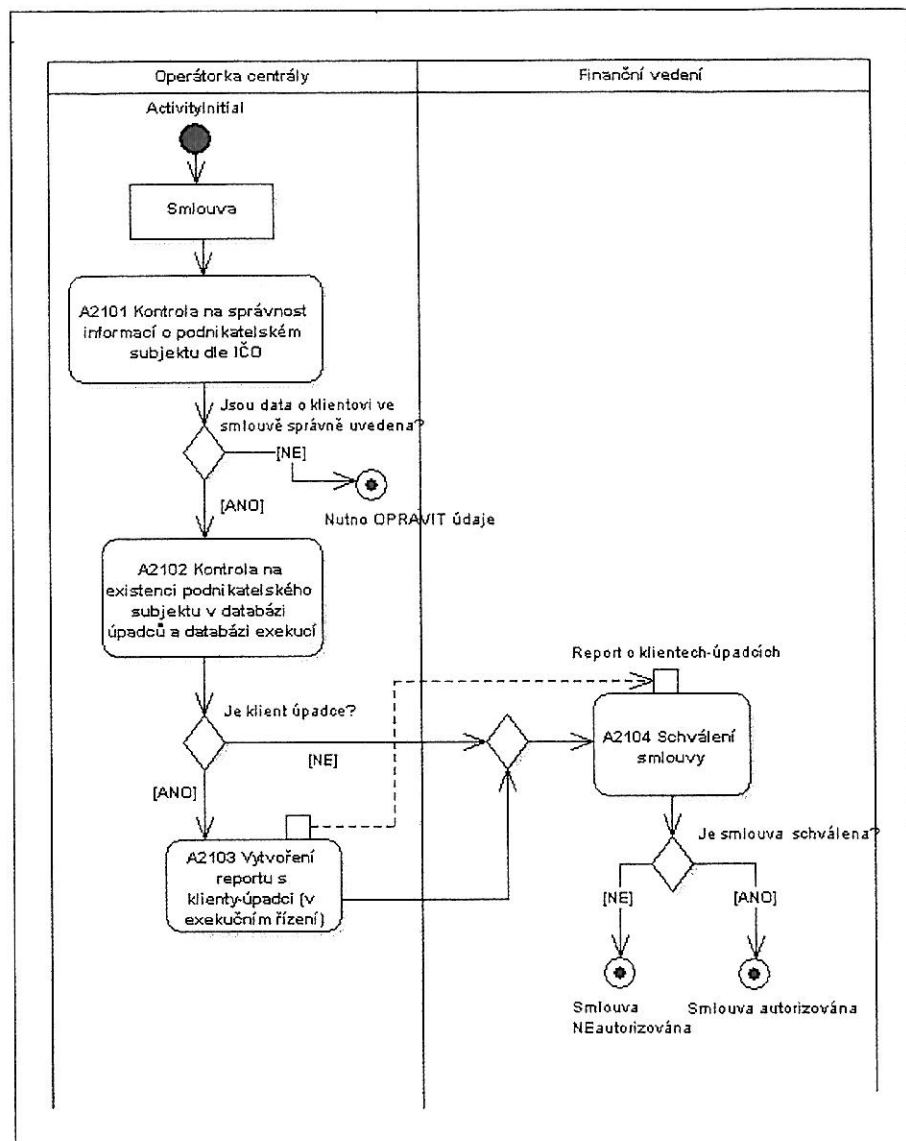 Operátorka centrály
Finanční vedení
ActivityInitial
Smlouva
A2101 Kontrola na správnost
informací o podnikatelském
subjektu dle IČO
Jsou data o klientovi ve
smlouvě správně uvedena?
[NE]
[ANO]
Nutno OPRAVIT údaje
A2102 Kontrola na
existenci podnikatelského
subjektu v databázi
úpadců a databázi exekucí
Report o klientech-úpadcích
Je klient úpadce?
[NE]
[ANO]
A2104 Schválení
smlouvy
A2103 Vytvoření
reportu s
klienty-úpadci (v
exekučním řízení)
Je smlouva schválena?
[NE]
[ANO]
Smlouva
NEautorizována
Smlouva autorizována